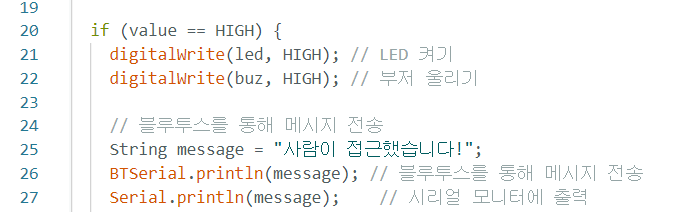 19
20 if (value == HIGH) {
21 digitalWrite(led, HIGH); // LED 켜기
22 digitalWrite(buz, HIGH); // 부저 울리기
23
24 // 블루투스를 통해 메시지 전송
25 String message = "사람이 접근했습니다!";
26 BTSerial.println(message); // 블루투스를 통해 메시지 전송
27 Serial.println(message); // 시리얼 모니터에 출력